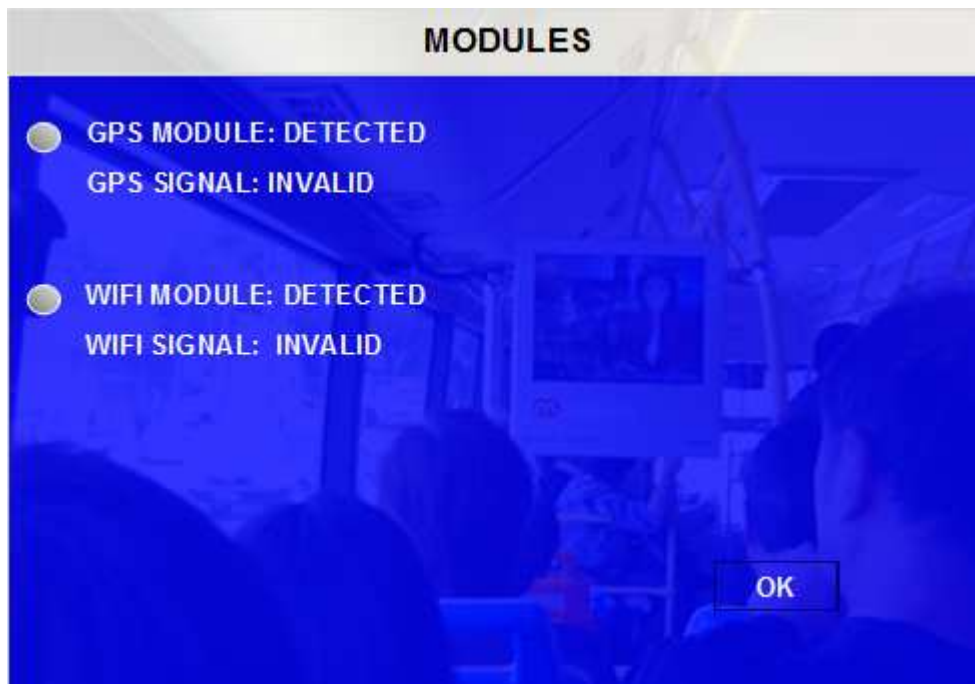 MODULES
GPS MODULE: DETECTED
GPS SIGNAL: INVALID
WIFI MODULE: DETECTED
WIFI SIGNAL: INVALID
OK